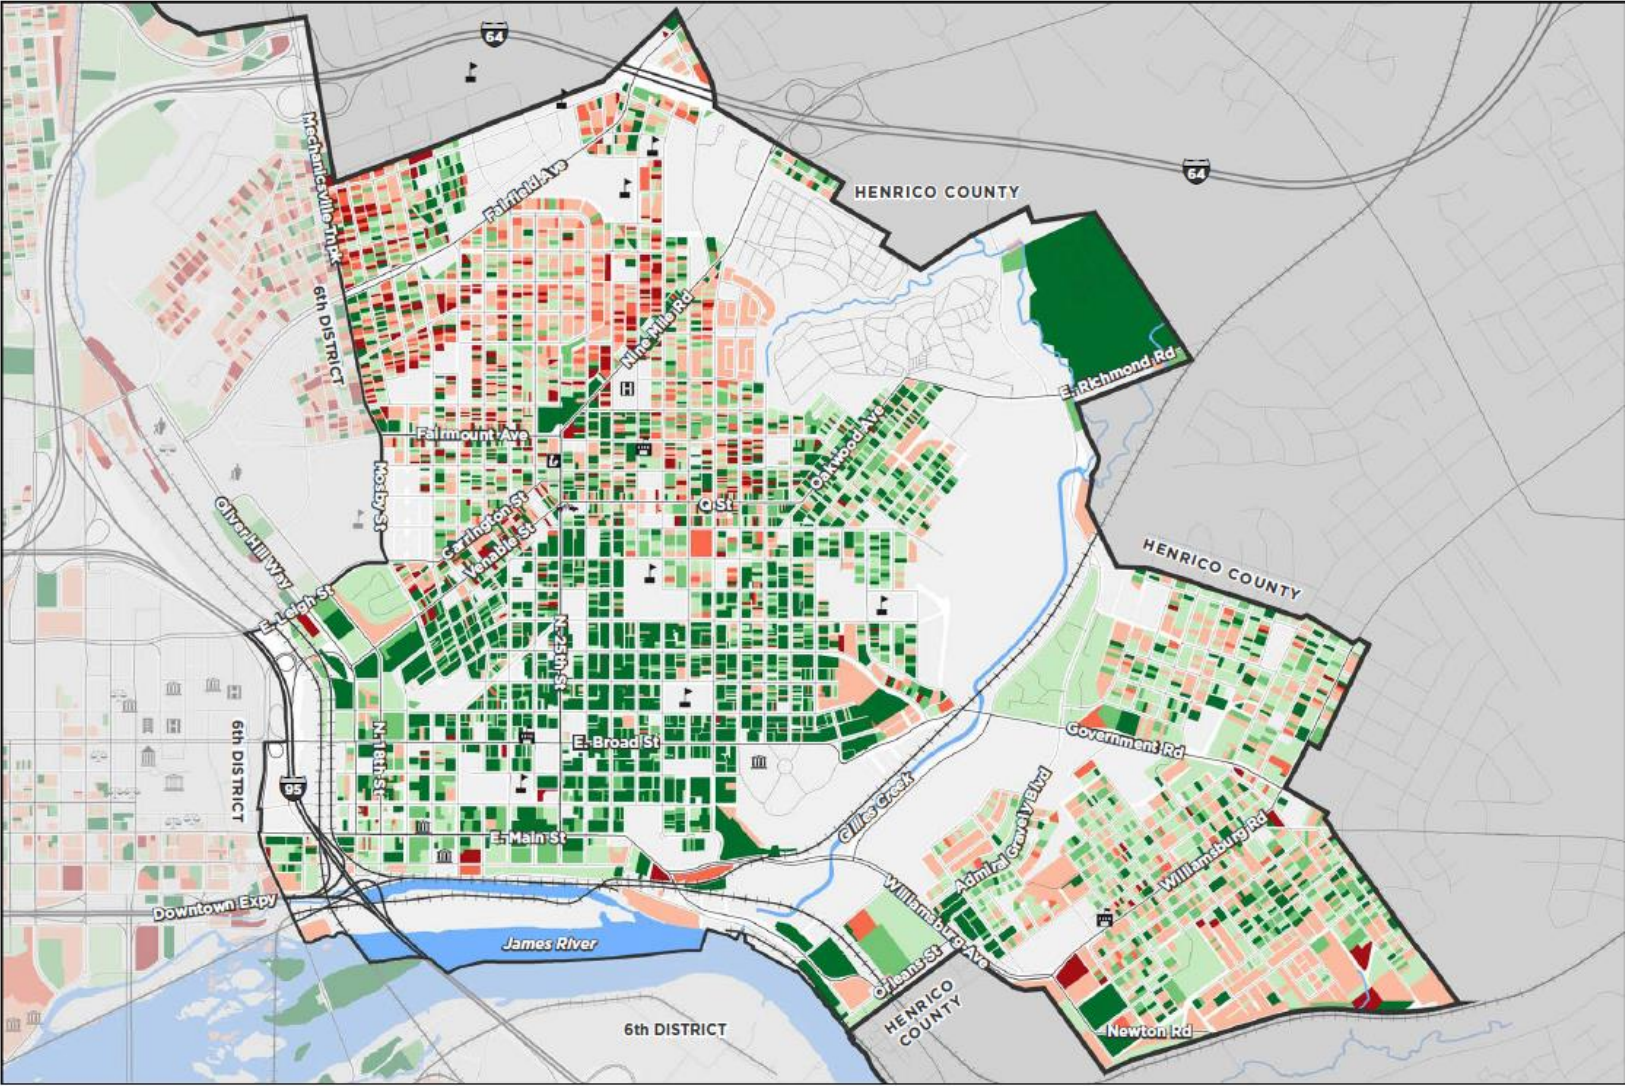 64
Mechanicsville Tnpk
Fairfield Ave
64
HENRICO COUNTY
6th DISTRICT
Nine Mile Rd
H
E. Richmond Rd
Fairmount Ave
Oakwood Ave
Mosby St
Q St
Carrington St
Venable St
Oliver Hill Way
HENRICO COUNTY
E. Leigh St
N. 25th St
H
H
6th DISTRICT
N. 18th St
E. Broad St
Government Rd
95
Gillies Creek
Admiral Gravely Blvd
E. Main St
Williamsburg Rd
Downtown Expy
Williamsburg Ave
James River
Orleans St
HENRICO
COUNTY
6th DISTRICT
Newton Rd